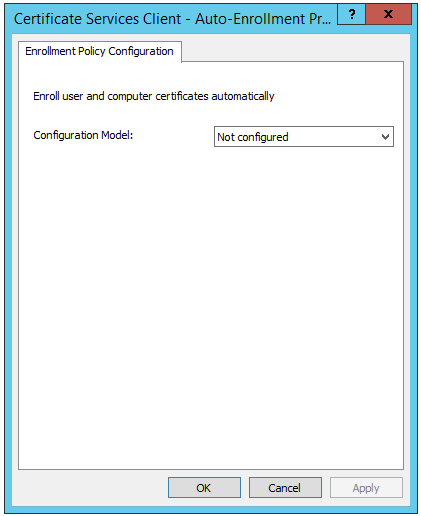 Certificate Services Client - Auto-Enrollment Pr...
?
x
Enrollment Policy Configuration
Enroll user and computer certificates automatically
Configuration Model:
Not configured
OK
Cancel
Apply